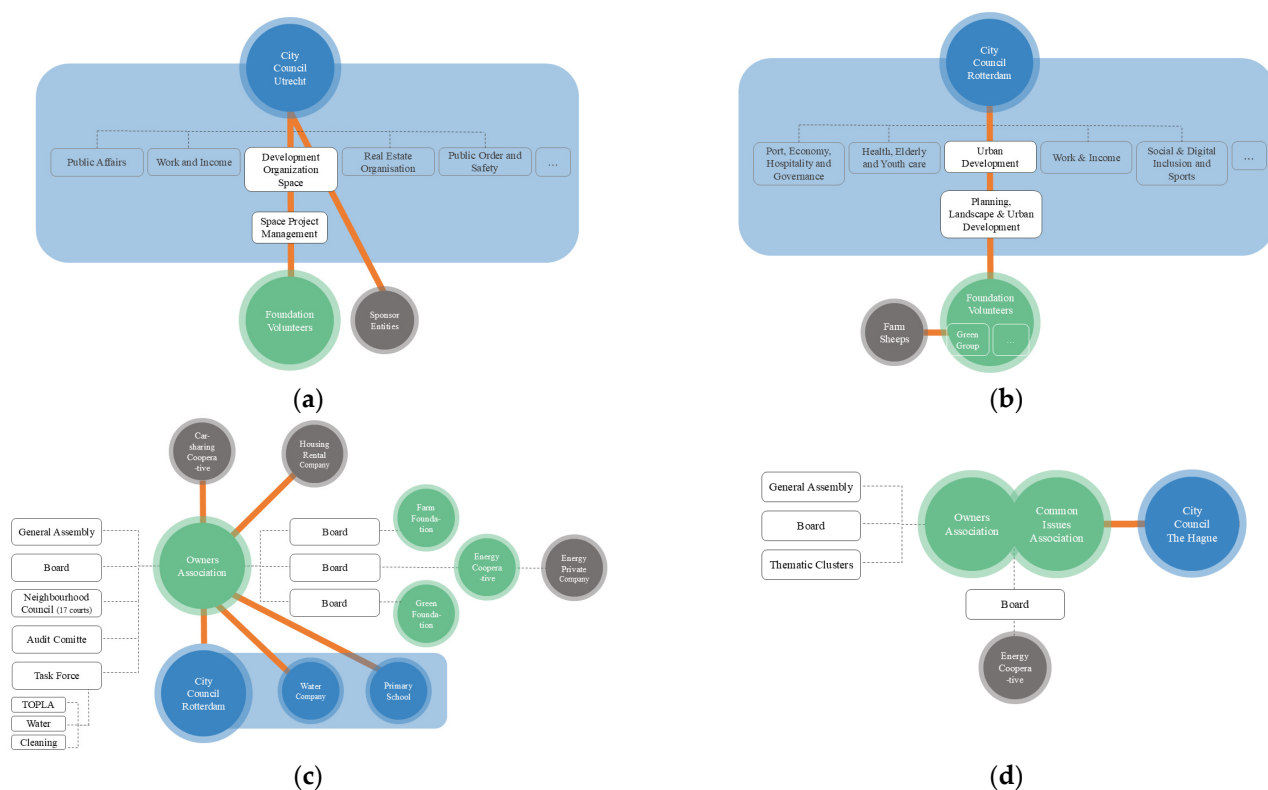 City
Council
Utrecht
Public Affairs
Work and Income
Development
Organization
Space
Real Estate
Organisation
Public Order and
Safety
...
Space Project
Management
Foundation
Volunteers
Sponsor
Entities
(a)
City
Council
Rotterdam
Port, Economy,
Hospitality and
Governance
Health, Elderly
and Youth care
Urban
Development
Work & Income
Social & Digital
Inclusion and
Sports
...
Planning,
Landscape & Urban
Development
Foundation
Volunteers
Green
Group
...
Farm
Sheeps
(b)
Car-
sharing
Coopera
-tive
Housing
Rental
Company
General Assembly
Board
Neighbourhood
Council (17 courts)
Audit Comitte
Task Force
TOPLA
Water
Cleaning
Owners
Association
Board
Board
Board
Farm
Founda-
tion
Energy
Coopera
-tive
Energy
Private
Company
Green
Founda-
tion
City
Council
Rotterdam
Water
Company
Primary
School
(c)
General Assembly
Board
Thematic Clusters
Owners
Association
Common
Issues
Association
City
Council
The Hague
Board
Energy
Coopera
-tive
(d)